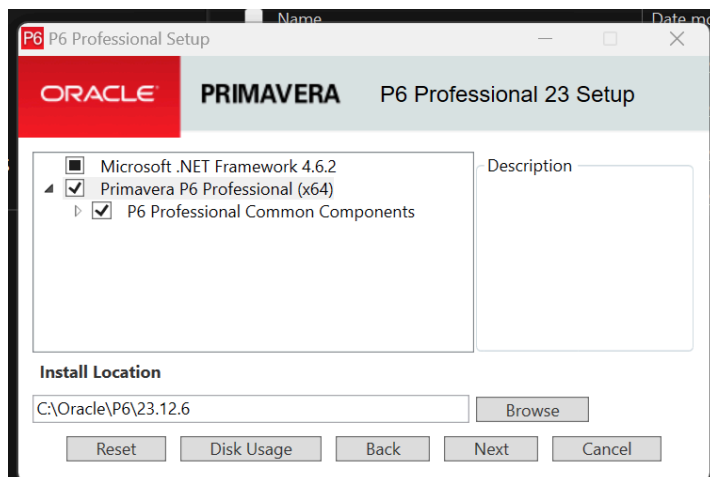 Name
Date mo
P6 P6 Professional Setup
ORACLE PRIMAVERA P6 Professional 23 Setup
Microsoft .NET Framework 4.6.2
Primavera P6 Professional (x64)
P6 Professional Common Components
Description
Install Location
C:\Oracle\P6\23.12.6
Browse
Reset Disk Usage Back Next Cancel